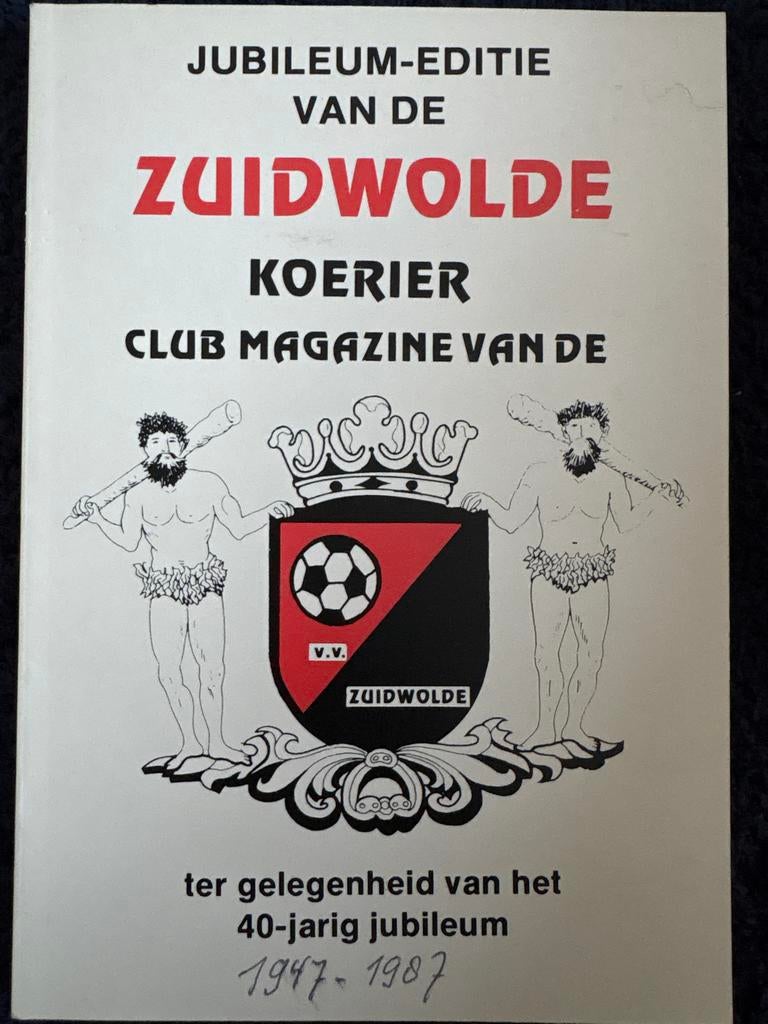 JUBILEUM-EDITIE
VAN DE
ZUIDWOLDE
KOERIER
CLUB MAGAZINE VAN DE
v.v.
ZUIDWOLDE
ter gelegenheid van het
40-jarig jubileum
1947-1987